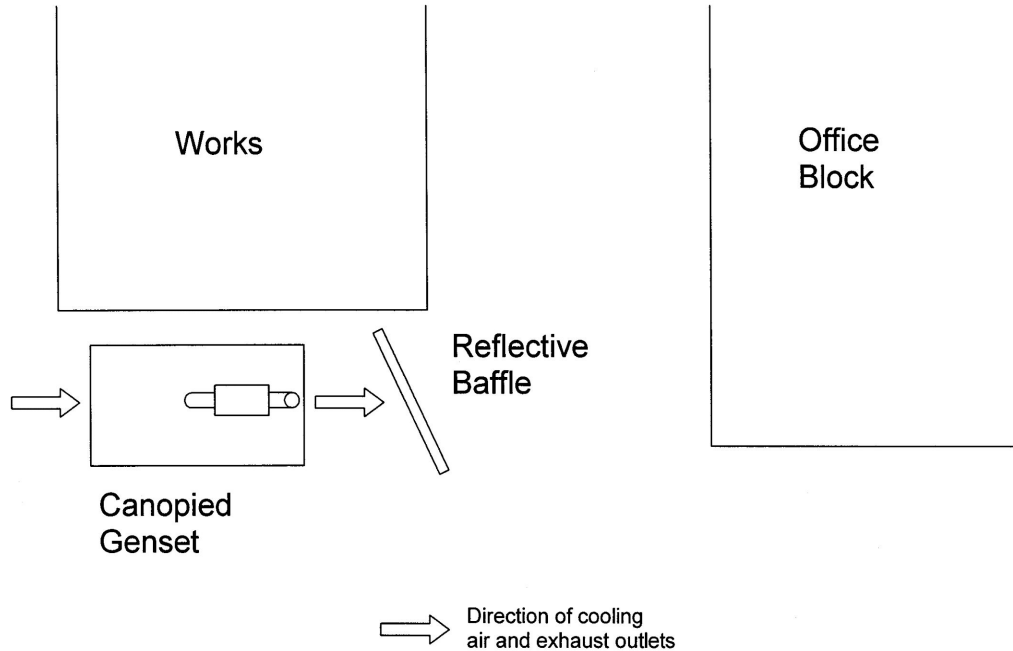 Works
Office
Block
Reflective
Baffle
Canopied
Genset
Direction of cooling
air and exhaust outlets